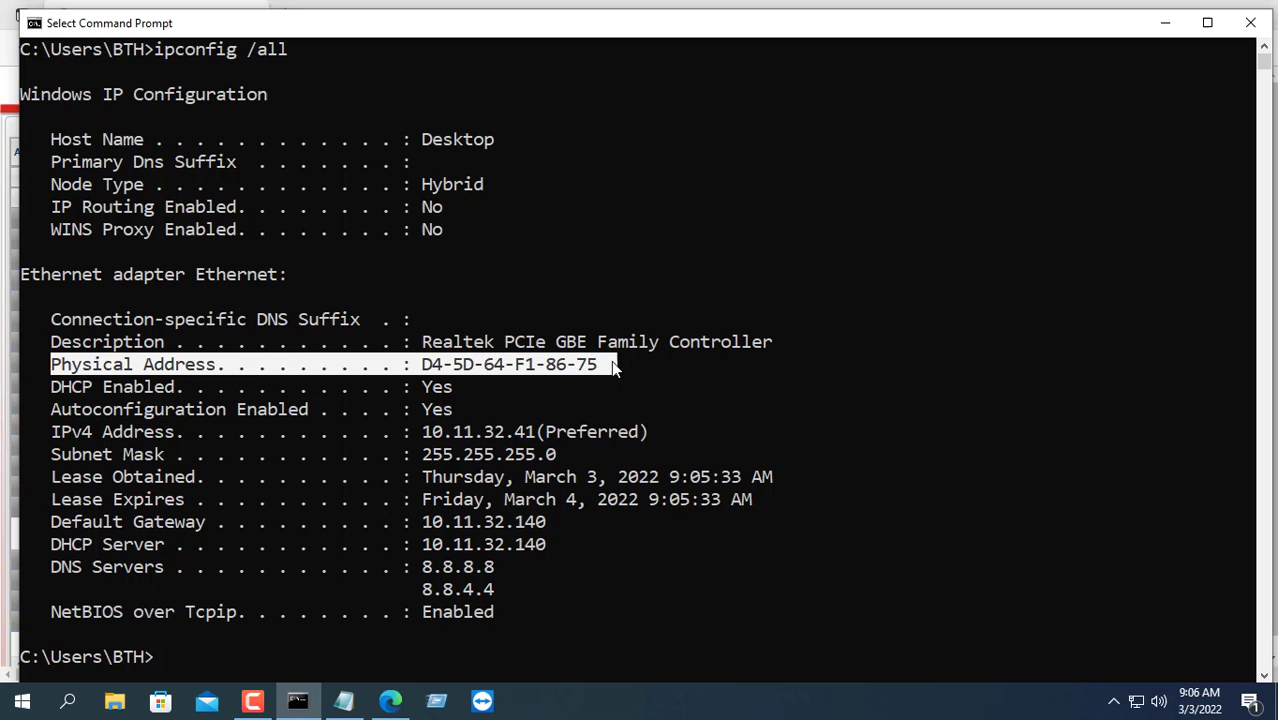 Select Command Prompt
C:\Users\BTH>ipconfig /all
Windows IP Configuration
Host Name . . . . . . . . . . . . : Desktop
Primary Dns Suffix  . . . . . . . :
Node Type . . . . . . . . . . . . : Hybrid
IP Routing Enabled. . . . . . . . : No
WINS Proxy Enabled. . . . . . . . : No
Ethernet adapter Ethernet:
Connection-specific DNS Suffix  . :
Description . . . . . . . . . . . : Realtek PCIe GBE Family Controller
Physical Address. . . . . . . . . : D4-5D-64-F1-86-75
DHCP Enabled. . . . . . . . . . . : Yes
Autoconfiguration Enabled . . . . : Yes
IPv4 Address. . . . . . . . . . . : 10.11.32.41(Preferred)
Subnet Mask . . . . . . . . . . . : 255.255.255.0
Lease Obtained. . . . . . . . . . : Thursday, March 3, 2022 9:05:33 AM
Lease Expires . . . . . . . . . . : Friday, March 4, 2022 9:05:33 AM
Default Gateway . . . . . . . . . : 10.11.32.140
DHCP Server . . . . . . . . . . . : 10.11.32.140
DNS Servers . . . . . . . . . . . : 8.8.8.8
8.8.4.4
NetBIOS over Tcpip. . . . . . . . : Enabled
C:\Users\BTH>
9:06 AM
3/3/2022